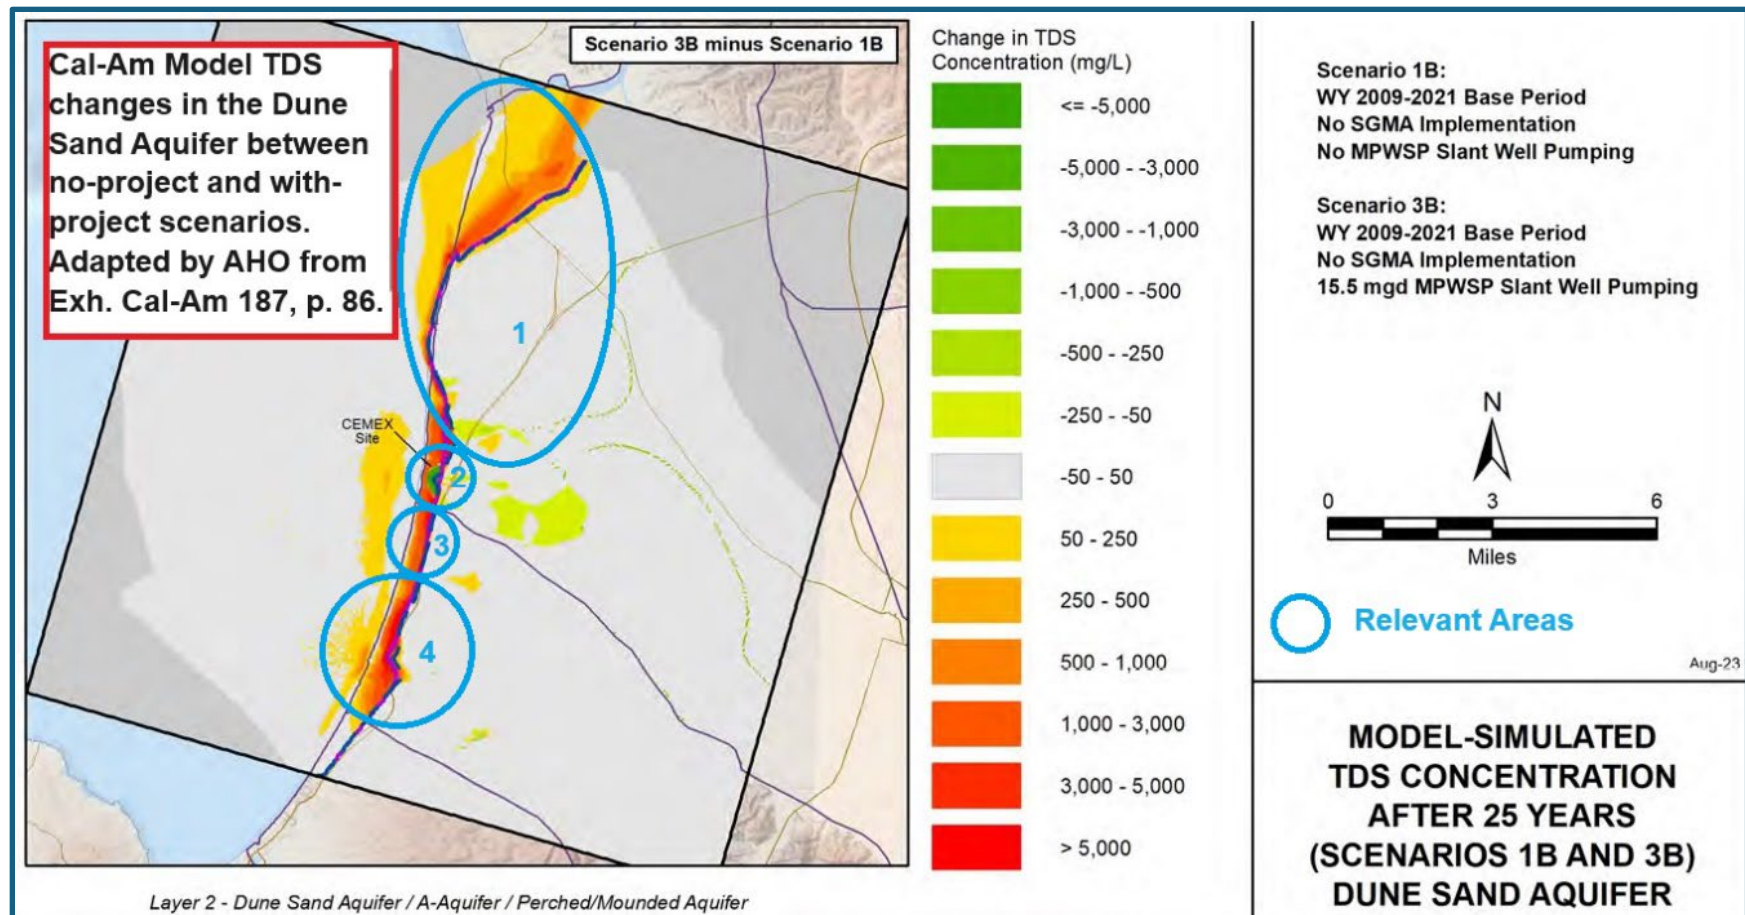 Cal-Am Model TDS
changes in the Dune
Sand Aquifer between
no-project and with-
project scenarios.
Adapted by AHO from
Exh. Cal-Am 187, p. 86.
Scenario 3B minus Scenario 1B
1
CEMEX
Site
2
3
4
Layer 2 - Dune Sand Aquifer / A-Aquifer / Perched/Mounded Aquifer
Change in TDS
Concentration (mg/L)
<= -5,000
-5,000 - -3,000
-3,000 - -1,000
-1,000 - -500
-500 - -250
-250 - -50
-50 - 50
50 - 250
250 - 500
500 - 1,000
1,000 - 3,000
3,000 - 5,000
> 5,000
Scenario 1B:
WY 2009-2021 Base Period
No SGMA Implementation
No MPWSP Slant Well Pumping
Scenario 3B:
WY 2009-2021 Base Period
No SGMA Implementation
15.5 mgd MPWSP Slant Well Pumping
N
0 3 6
Miles
Relevant Areas
Aug-23
MODEL-SIMULATED
TDS CONCENTRATION
AFTER 25 YEARS
(SCENARIOS 1B AND 3B)
DUNE SAND AQUIFER